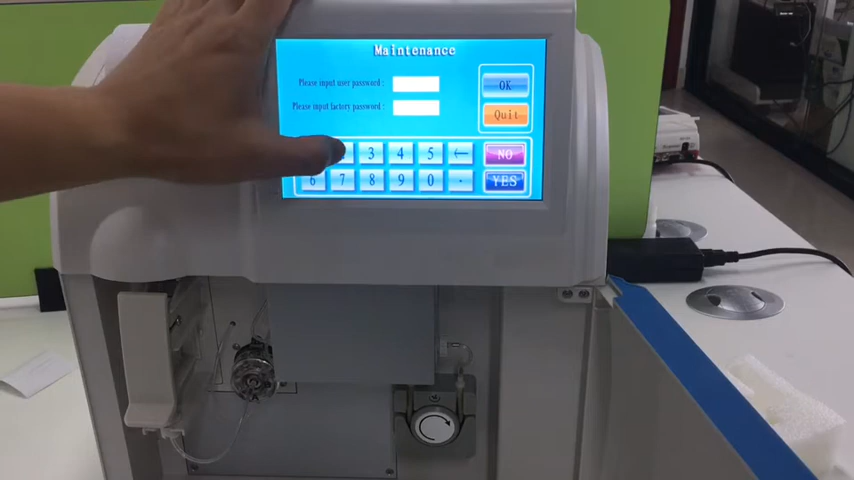 Maintenance
Please input user password :
OK
Please input factory password :
Quit
2 3 4 5 ← NO
6 7 8 9 0 . YES